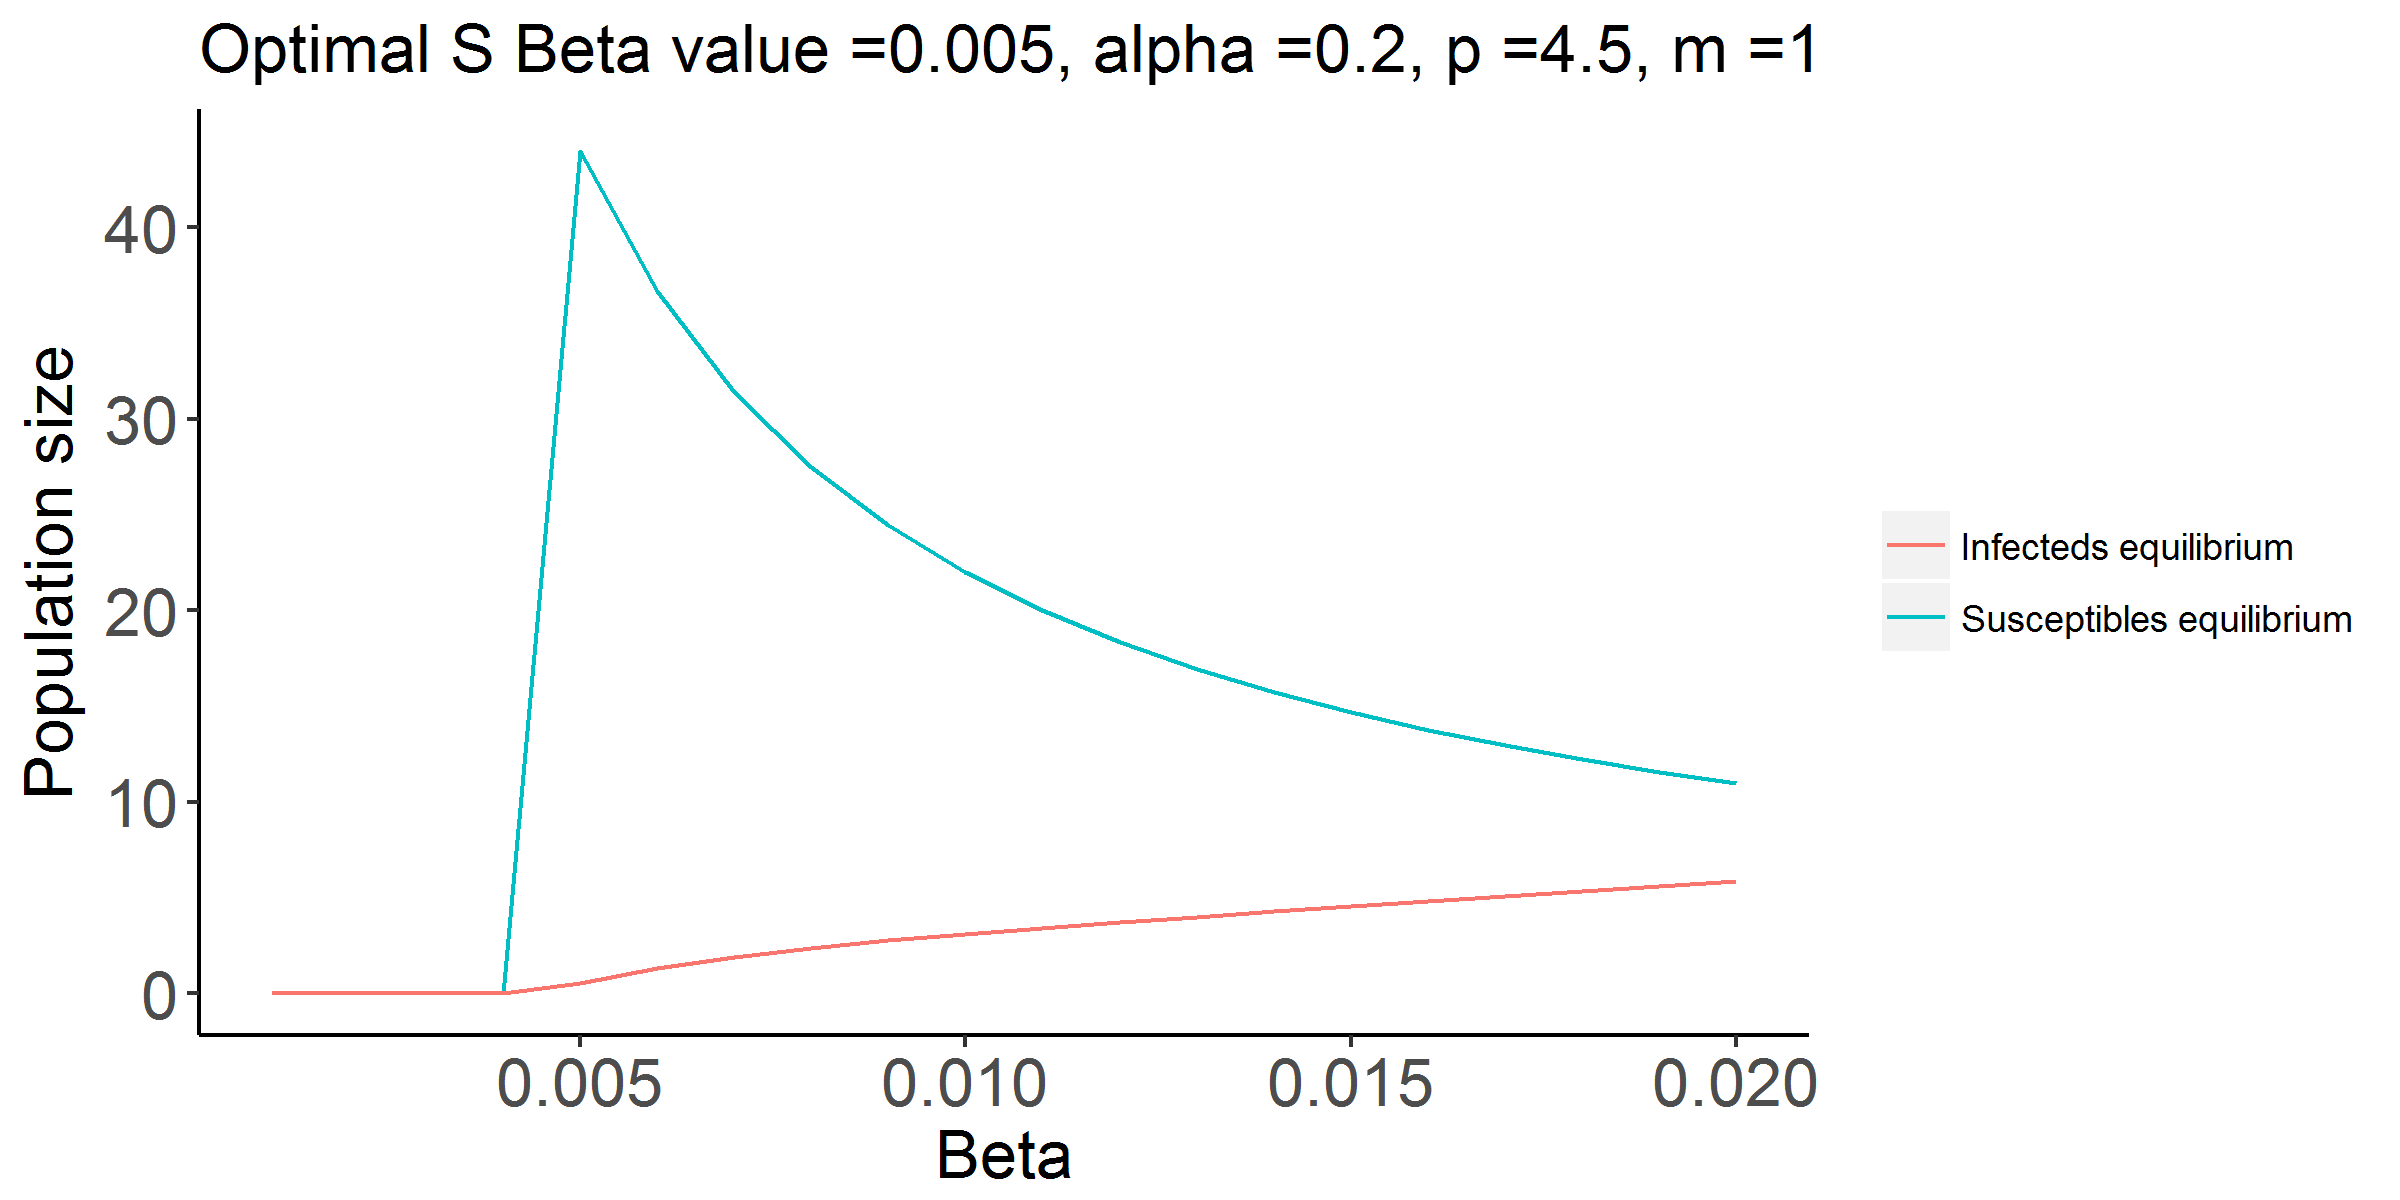 Optimal S Beta value =0.005, alpha =0.2, p =4.5, m =1
Population size
40
30
20
10
0
0.005 0.010 0.015 0.020
Beta
Infecteds equilibrium
Susceptibles equilibrium